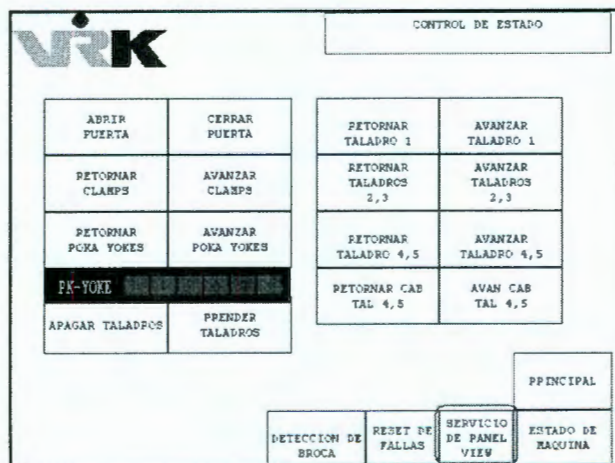 VRK
CONTROL DE ESTADO
ABRIR
PUERTA
CERRAR
PUERTA
RETORNAR
TALADRO 1
AVANZAR
TALADRO 1
RETORNAR
CLAMPS
AVANZAR
CLAMPS
RETORNAR
TALADROS
2,3
AVANZAR
TALADROS
2,3
RETORNAR
POKA YOKES
AVANZAR
POKA YOKES
RETORNAR
TALADRO 4,5
AVANZAR
TALADRO 4,5
PK-YOKE
RETORNAR CAB
TAL 4,5
AVAN CAB
TAL 4,5
APAGAR TALADROS
PRENDER
TALADROS
PRINCIPAL
DETECCION DE
BROCA
RESET DE
FALLAS
SERVICIO
DE PANEL
VIEW
ESTADO DE
MAQUINA